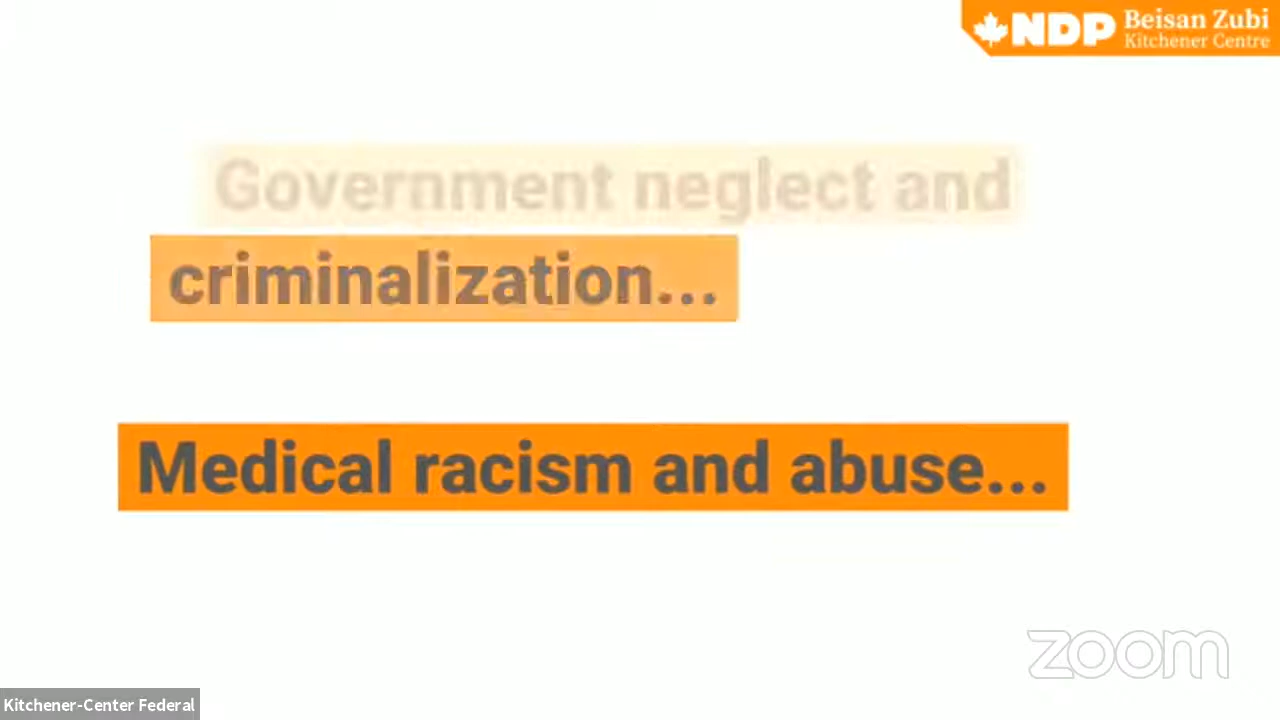 NDP
Beisan Zubi
Kitchener Centre
Government neglect and
criminalization...
Medical racism and abuse...
zoom
Kitchener-Center Federal